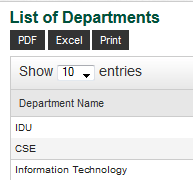 List of Departments
PDF Excel Print
Show 10 entries
Department Name
IDU
CSE
Information Technology